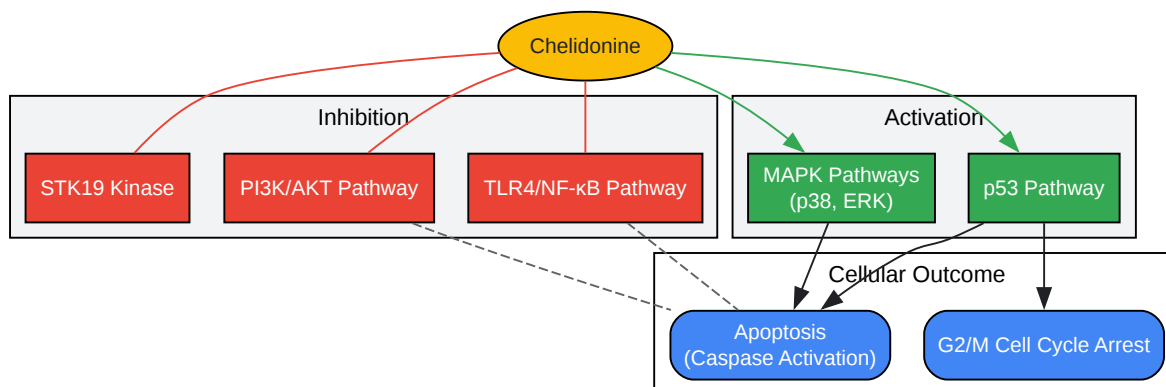 Chelidonine
Inhibition
Activation
STK19 Kinase
PI3K/AKT Pathway
TLR4/NF-κB Pathway
MAPK Pathways
(p38, ERK)
p53 Pathway
Cellular Outcome
Apoptosis
(Caspase Activation)
G2/M Cell Cycle Arrest